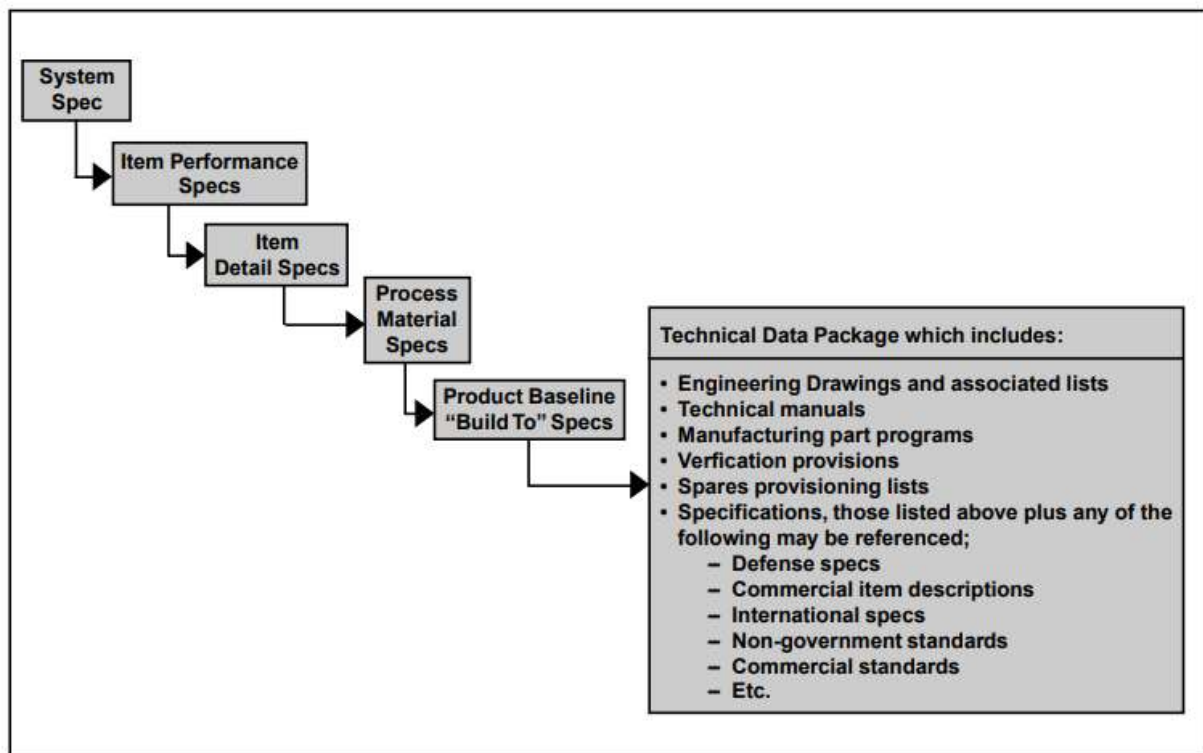 System
Spec
Item Performance
Specs
Item
Detail Specs
Process
Material
Specs
Product Baseline
“Build To” Specs
Technical Data Package which includes:
• Engineering Drawings and associated lists
• Technical manuals
• Manufacturing part programs
• Verfication provisions
• Spares provisioning lists
• Specifications, those listed above plus any of the
following may be referenced;
– Defense specs
– Commercial item descriptions
– International specs
– Non-government standards
– Commercial standards
– Etc.